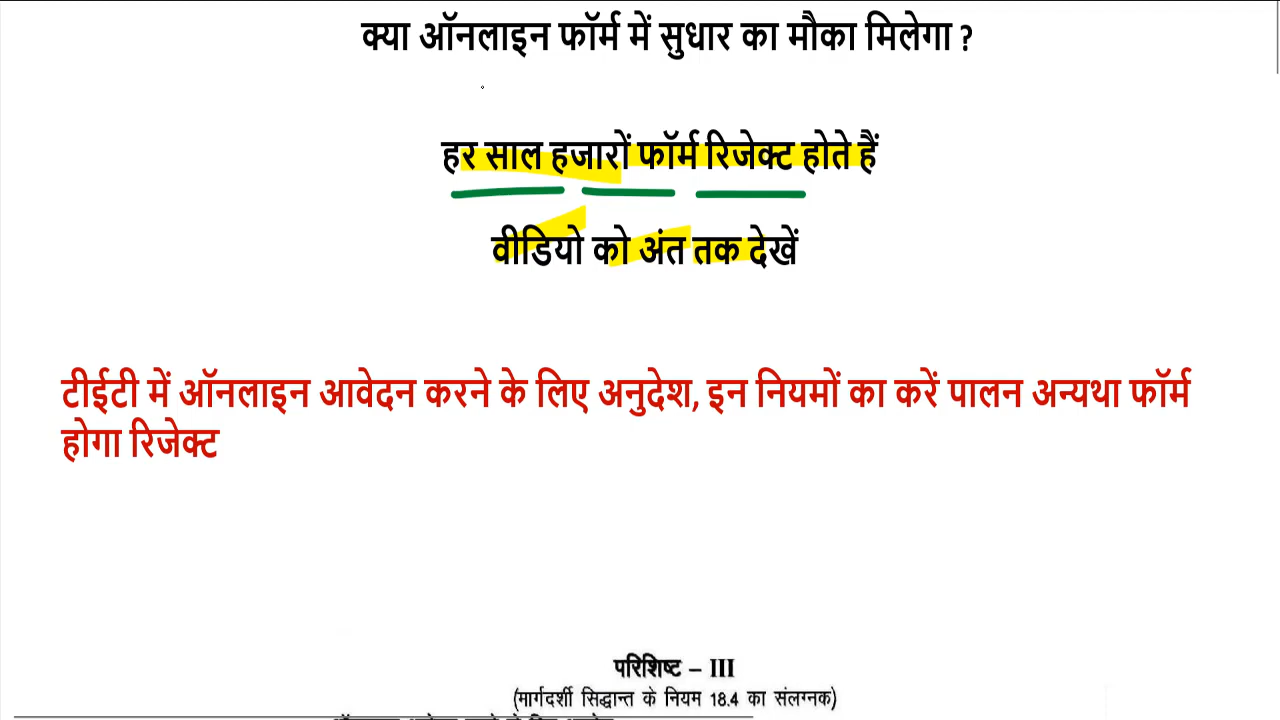 क्या ऑनलाइन फॉर्म में सुधार का मौका मिलेगा ?
हर साल हजारों फॉर्म रिजेक्ट होते हैं
वीडियो को अंत तक देखें
टीईटी में ऑनलाइन आवेदन करने के लिए अनुदेश, इन नियमों का करें पालन अन्यथा फॉर्म
होगा रिजेक्ट
परिशिष्ट – III
(मार्गदर्शी सिद्धान्त के नियम 18.4 का संलग्नक)